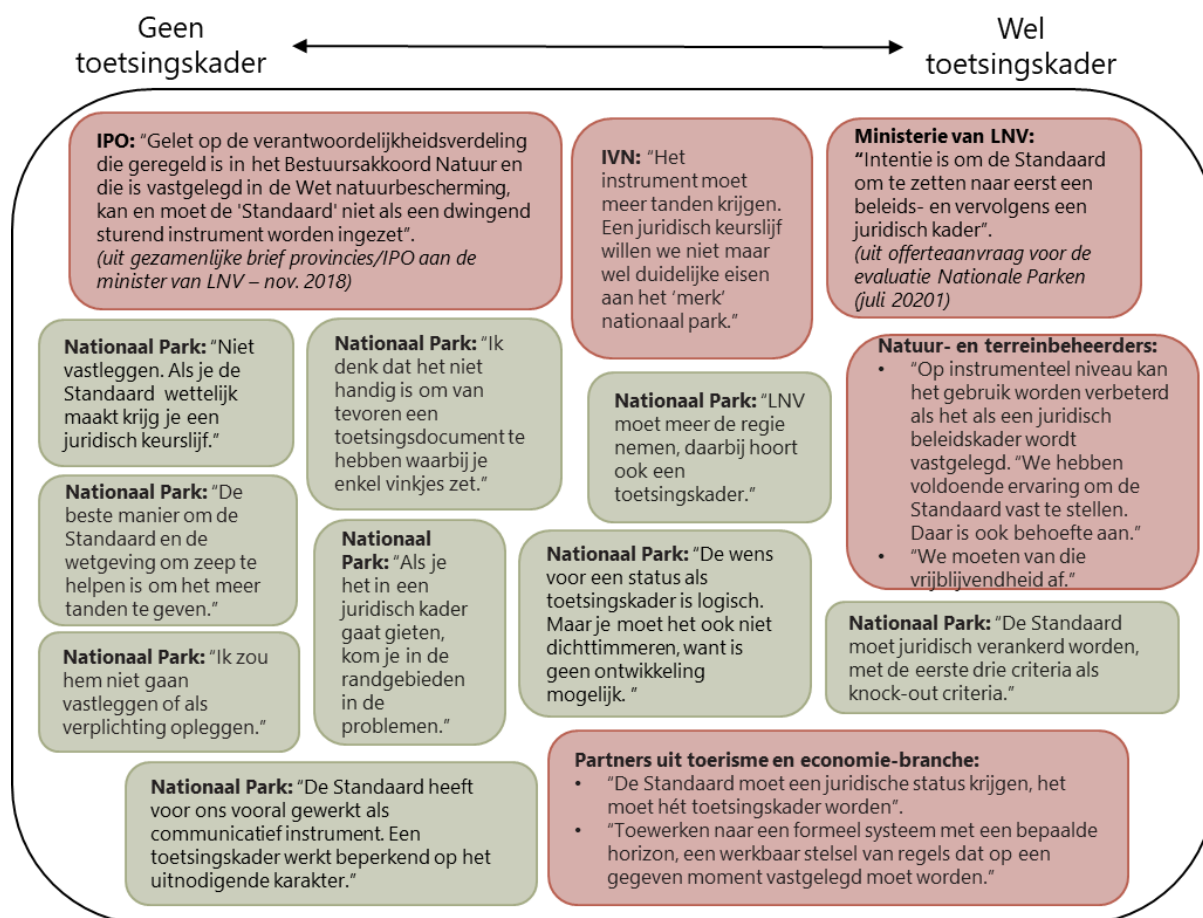 Geen
toetsingskader
Wel
toetsingskader
IPO: “Gelet op de verantwoordelijkheidsverdeling
die geregeld is in het Bestuursakkoord Natuur en
die is vastgelegd in de Wet natuurbescherming,
kan en moet de 'Standaard' niet als een dwingend
sturend instrument worden ingezet”.
(uit gezamenlijke brief provincies/IPO aan de
minister van LNV – nov. 2018)
IVN: “Het
instrument moet
meer tanden krijgen.
Een juridisch keurslijf
willen we niet maar
wel duidelijke eisen
aan het ‘merk’
nationaal park.”
Ministerie van LNV:
“Intentie is om de Standaard
om te zetten naar eerst een
beleids- en vervolgens een
juridisch kader”.
(uit offerteaanvraag voor de
evaluatie Nationale Parken
(juli 20201)
Nationaal Park: “Niet
vastleggen. Als je de
Standaard wettelijk
maakt krijg je een
juridisch keurslijf.”
Nationaal Park: “Ik
denk dat het niet
handig is om van
tevoren een
toetsingsdocument te
hebben waarbij je
enkel vinkjes zet.”
Nationaal Park: “LNV
moet meer de regie
nemen, daarbij hoort
ook een
toetsingskader.”
Natuur- en terreinbeheerders:
• “Op instrumenteel niveau kan
het gebruik worden verbeterd
als het als een juridisch
beleidskader wordt
vastgelegd. “We hebben
voldoende ervaring om de
Standaard vast te stellen.
Daar is ook behoefte aan.”
• “We moeten van die
vrijblijvendheid af.”
Nationaal Park: “De
beste manier om de
Standaard en de
wetgeving om zeep te
helpen is om het meer
tanden te geven.”
Nationaal
Park: “Als je
het in een
juridisch kader
gaat gieten,
kom je in de
randgebieden
in de
problemen.”
Nationaal Park: “De wens
voor een status als
toetsingskader is logisch.
Maar je moet het ook niet
dichttimmeren, want is
geen ontwikkeling
mogelijk. ”
Nationaal Park: “De Standaard
moet juridisch verankerd worden,
met de eerste drie criteria als
knock-out criteria.”
Nationaal Park: “Ik zou
hem niet gaan
vastleggen of als
verplichting opleggen.”
Nationaal Park: “De Standaard heeft
voor ons vooral gewerkt als
communicatief instrument. Een
toetsingskader werkt beperkend op het
uitnodigende karakter.”
Partners uit toerisme en economie-branche:
• “De Standaard moet een juridische status krijgen, het
moet hét toetsingskader worden”.
• “Toewerken naar een formeel systeem met een bepaalde
horizon, een werkbaar stelsel van regels dat op een
gegeven moment vastgelegd moet worden.”